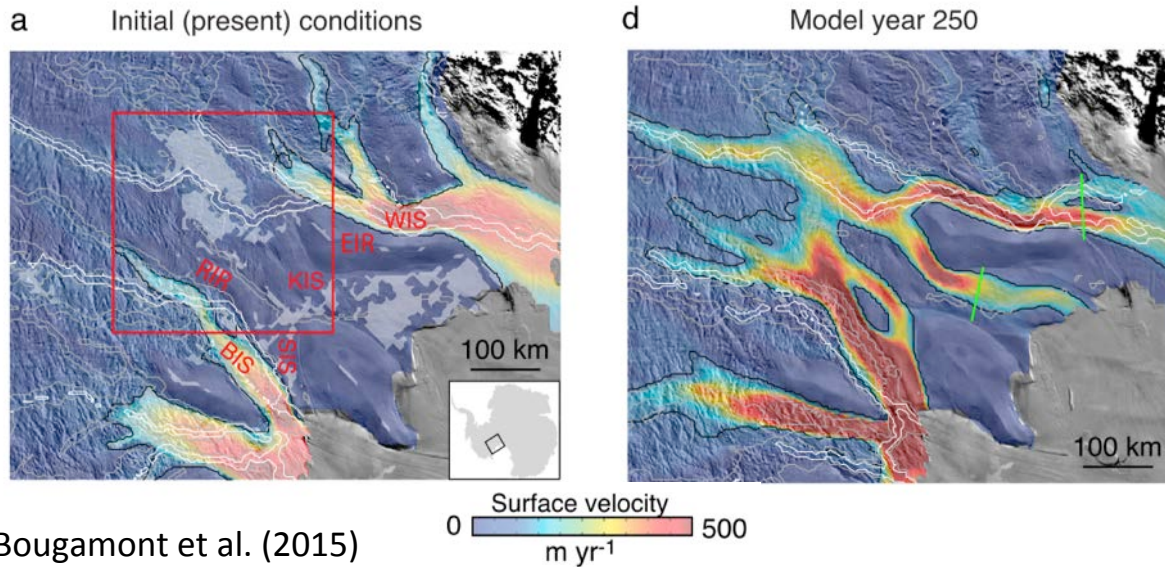 a
Initial (present) conditions
WIS
EIR
RIR
KIS
BIS
SIS
100 km
d
Model year 250
100 km
Surface velocity
0
500
m yr⁻¹
Bougamont et al. (2015)